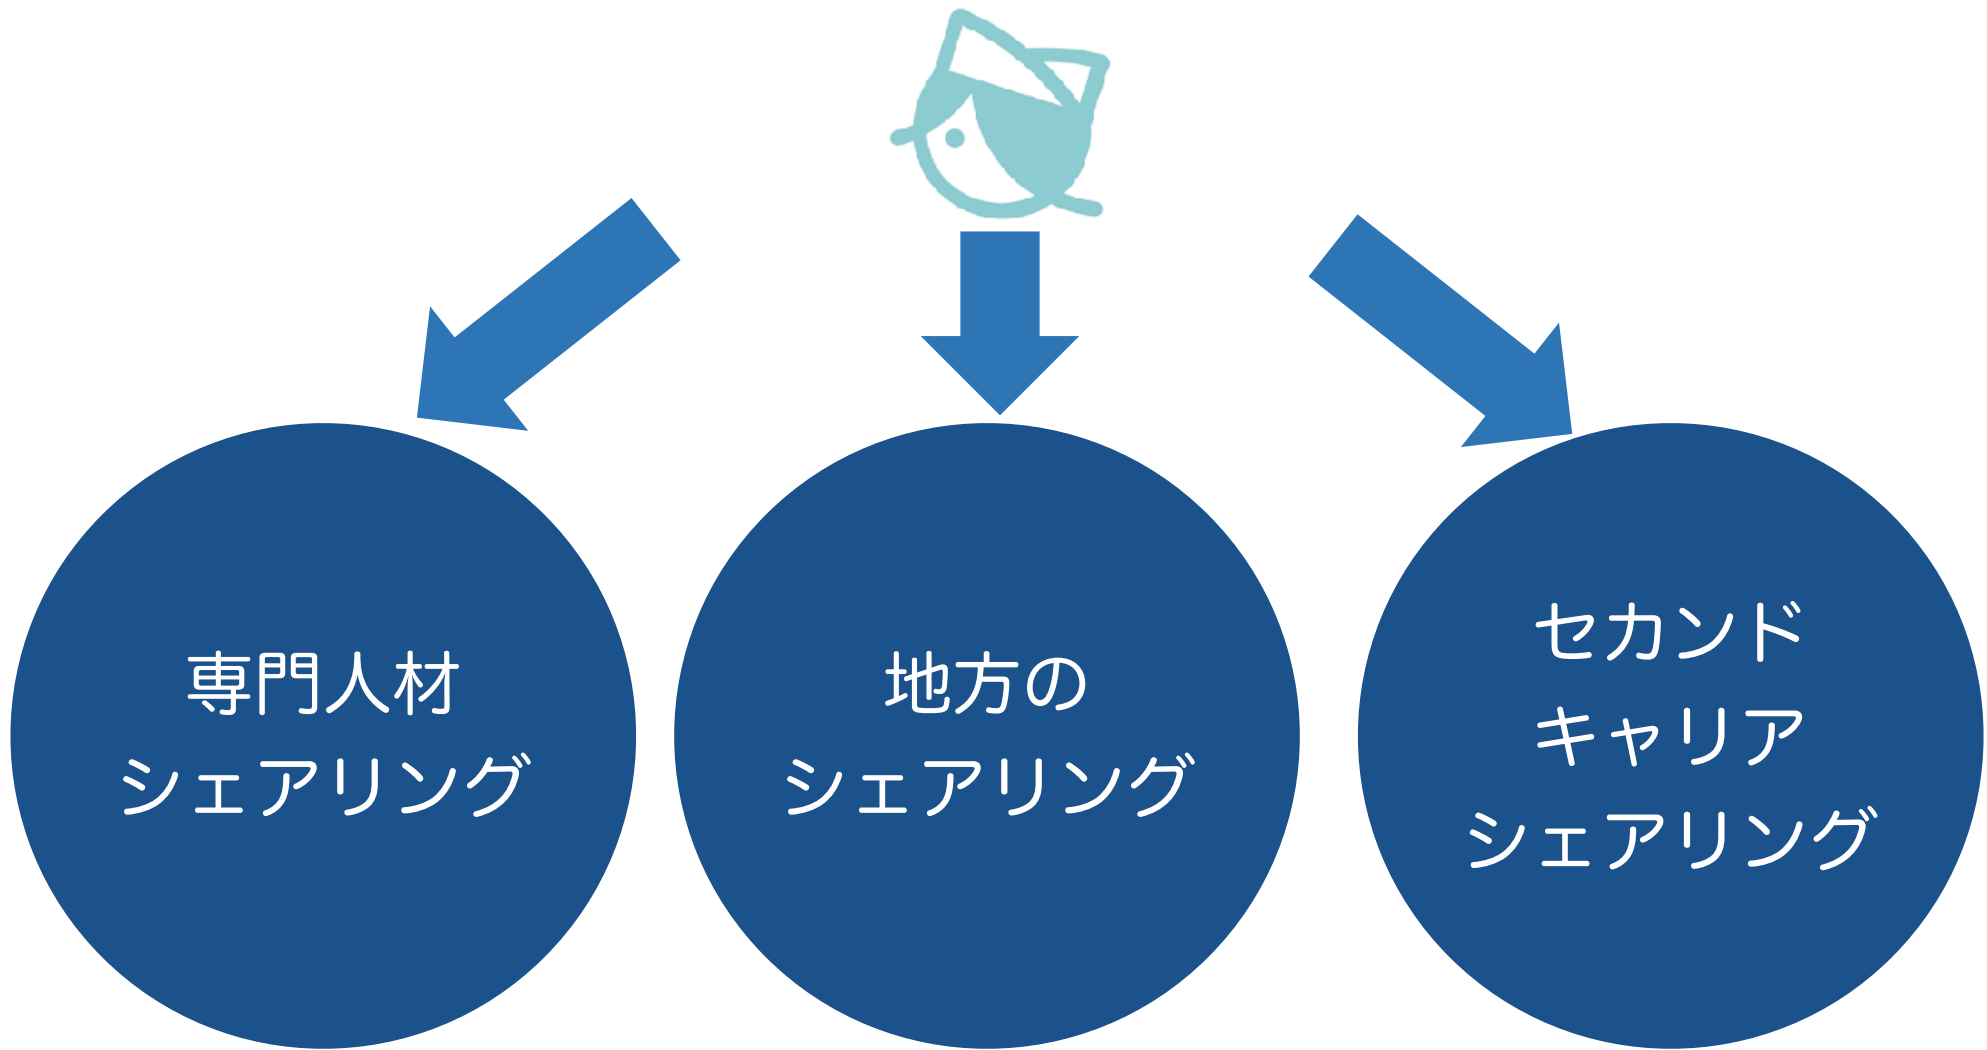 専門人材
シェアリング
地方の
シェアリング
セカンド
キャリア
シェアリング